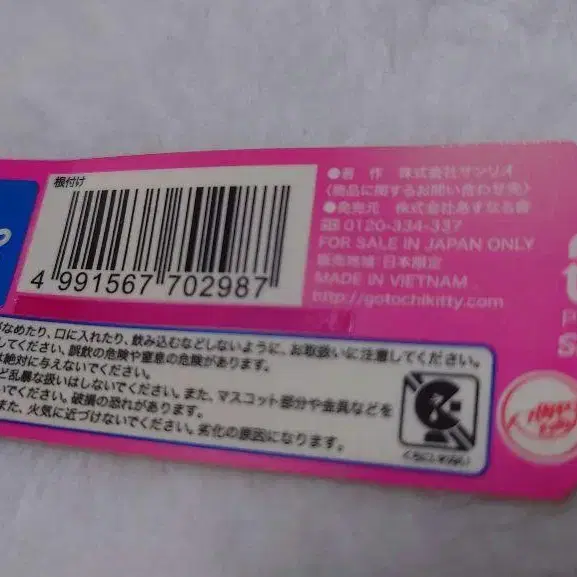 根付け
4 991567 702987
●著 作 株式会社サンリオ
〈商品に関するお問い合わせ先〉
●発売元 株式会社あすなろ舎
0120-334-337
FOR SALE IN JAPAN ONLY
販売地域 日本限定
MADE IN VIETNAM
http://gotochikitty.com
なめたり、口に入れたり、飲み込むなどしないように、お取扱いに注意してください。
してください。誤飲の危険や窒息の危険があります。
は絶対に与えないでください。
ど乱暴な扱いはしないでください。また、マスコット部分や金具などを
いでください。破損の恐れがあります。
また、火気に近づけないでください。劣化の原因になります。